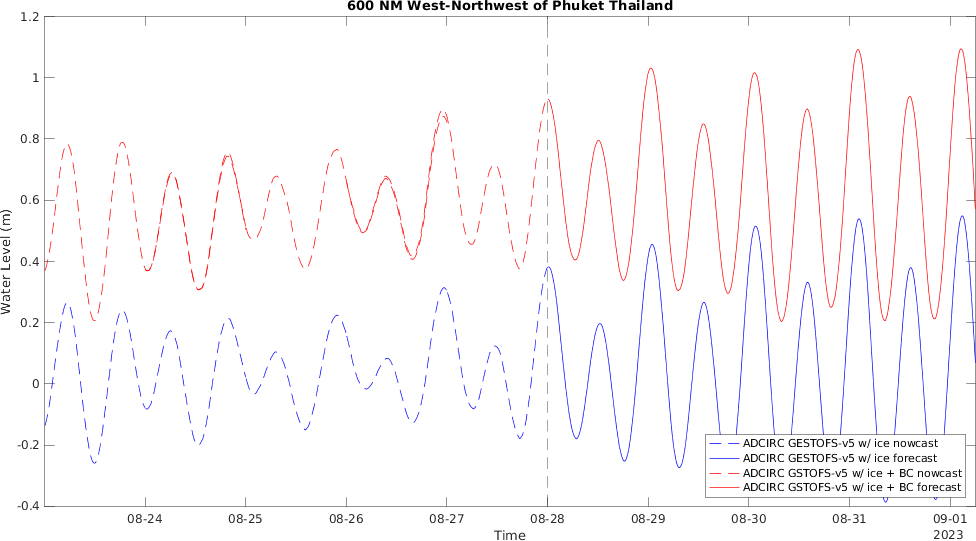 600 NM West-Northwest of Phuket Thailand
1.2
1
0.8
0.6
0.4
0.2
0
-0.2
-0.4
Water Level (m)
08-24
08-25
08-26
08-27
08-28
08-29
08-30
08-31
09-01
2023
Time
ADCIRC GESTOFS-v5 w/ ice nowcast
ADCIRC GESTOFS-v5 w/ ice forecast
ADCIRC GSTOFS-v5 w/ ice + BC nowcast
ADCIRC GSTOFS-v5 w/ ice + BC forecast